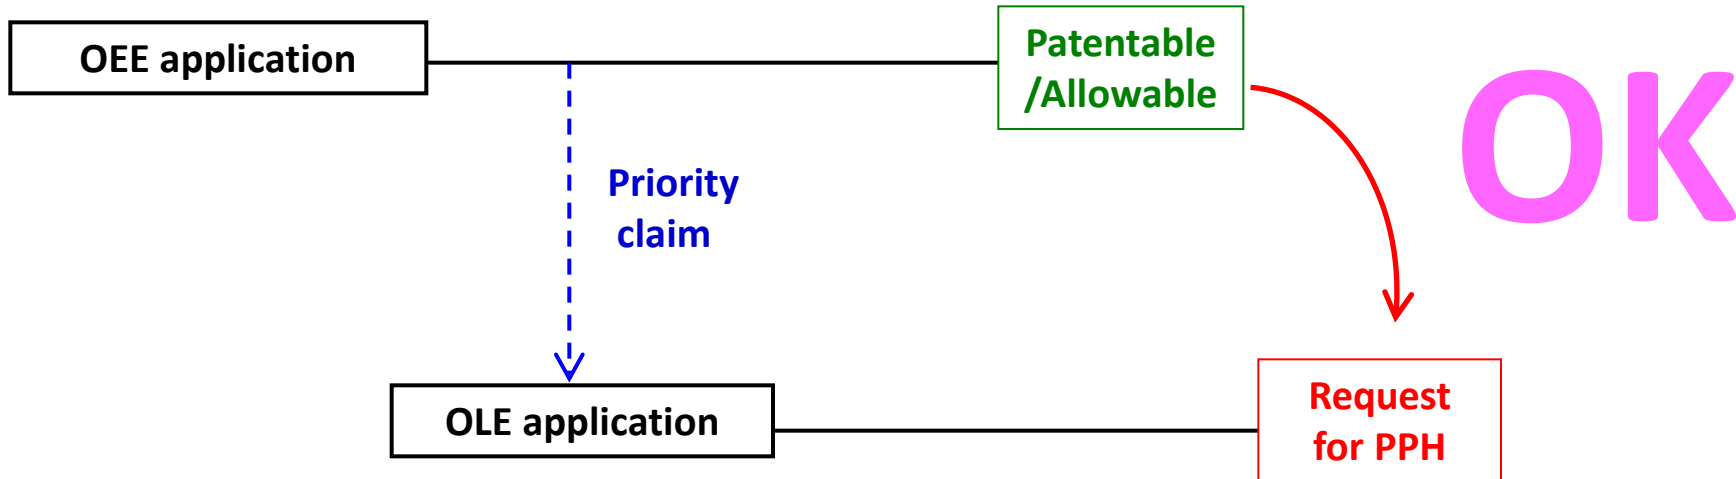 OEE application
Patentable
/Allowable
OK
Priority
claim
OLE application
Request
for PPH